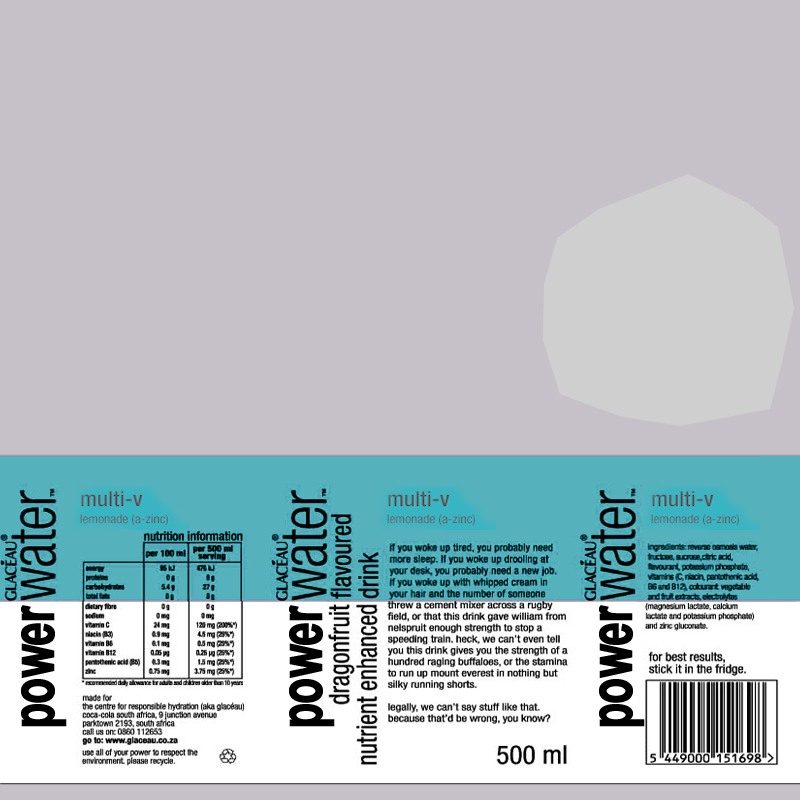 GLACÉAU®
powerwater™
multi-v
lemonade (a-zinc)
nutrition information
per 100 ml per 500 ml serving
energy 95 kJ 476 kJ
proteins 0 g 0 g
carbohydrates 5.4 g 27 g
total fats 0 g 0 g
dietary fibre 0 g 0 g
sodium 0 mg 0 mg
vitamin C 24 mg 120 mg (200%*)
niacin (B3) 0.9 mg 4.5 mg (25%*)
vitamin B6 0.1 mg 0.5 mg (25%*)
vitamin B12 0.05 µg 0.25 µg (25%*)
pantothenic acid (B5) 0.3 mg 1.5 mg (25%*)
zinc 0.75 mg 3.75 mg (25%*)
* recommended daily allowance for adults and children older than 10 years
made for
the centre for responsible hydration (aka glacéau)
coca-cola south africa, 9 junction avenue
parktown 2193, south africa
call us on: 0860 112653
go to: www.glaceau.co.za
use all of your power to respect the
environment. please recycle.
GLACÉAU®
powerwater™
dragonfruit flavoured
nutrient enhanced drink
multi-v
lemonade (a-zinc)
if you woke up tired, you probably need
more sleep. if you woke up drooling at
your desk, you probably need a new job.
if you woke up with whipped cream in
your hair and the number of someone
threw a cement mixer across a rugby
field, or that this drink gave william from
nelspruit enough strength to stop a
speeding train. heck, we can't even tell
you this drink gives you the strength of a
hundred raging buffaloes, or the stamina
to run up mount everest in nothing but
silky running shorts.
legally, we can't say stuff like that.
because that'd be wrong, you know?
500 ml
GLACÉAU®
powerwater™
multi-v
lemonade (a-zinc)
ingredients: reverse osmosis water,
fructose, sucrose,citric acid,
flavourant, potassium phosphate,
vitamins (C, niacin, pantothenic acid,
B6 and B12), colourant: vegetable
and fruit extracts, electrolytes
(magnesium lactate, calcium
lactate and potassium phosphate)
and zinc gluconate.
for best results,
stick it in the fridge.
5 449000 151698 >